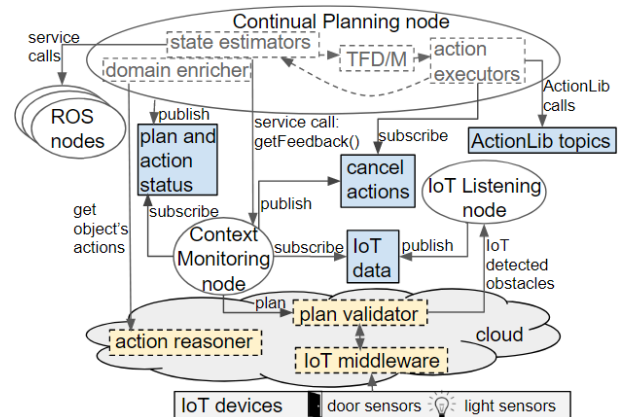 Continual Planning node
service
calls
state estimators
domain enricher
TFD/M
action
executors
ROS
nodes
publish
plan and
action
status
service call:
getFeedback()
subscribe
ActionLib
calls
ActionLib topics
cancel
actions
IoT Listening
node
get
object's
actions
subscribe
publish
Context
Monitoring
node
subscribe
IoT
data
publish
IoT
detected
obstacles
plan
plan validator
cloud
action reasoner
IoT middleware
IoT devices
door sensors
light sensors